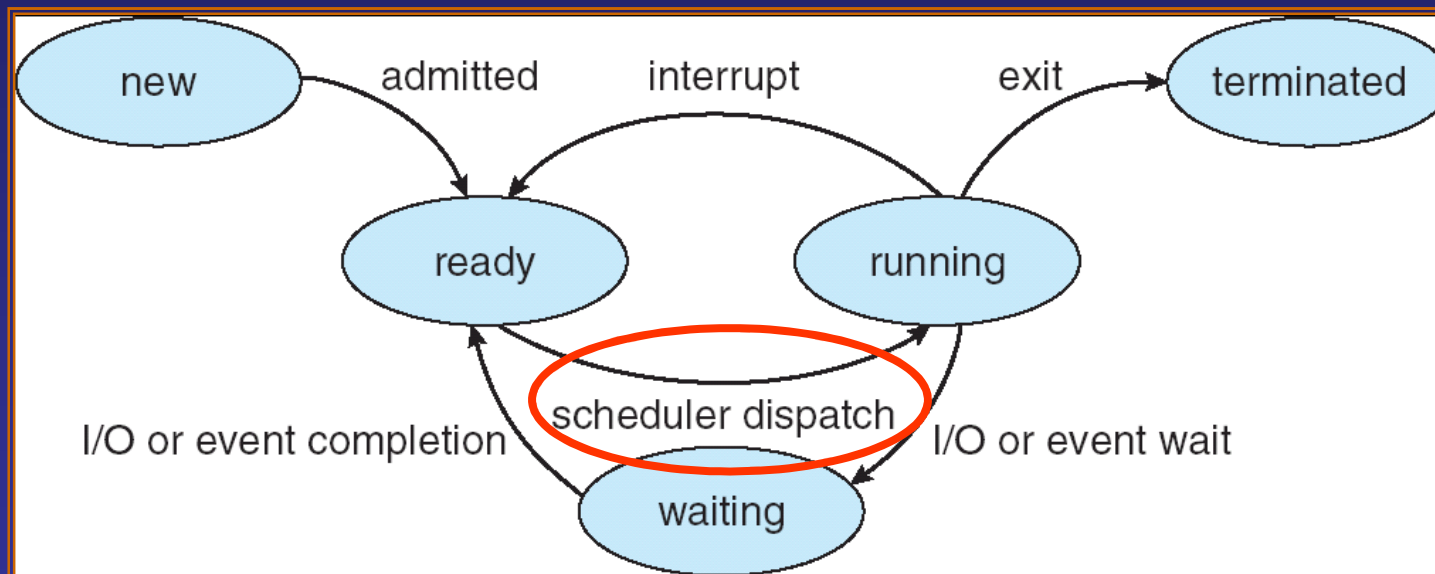 new
admitted
interrupt
exit
terminated
ready
running
scheduler dispatch
I/O or event completion
I/O or event wait
waiting